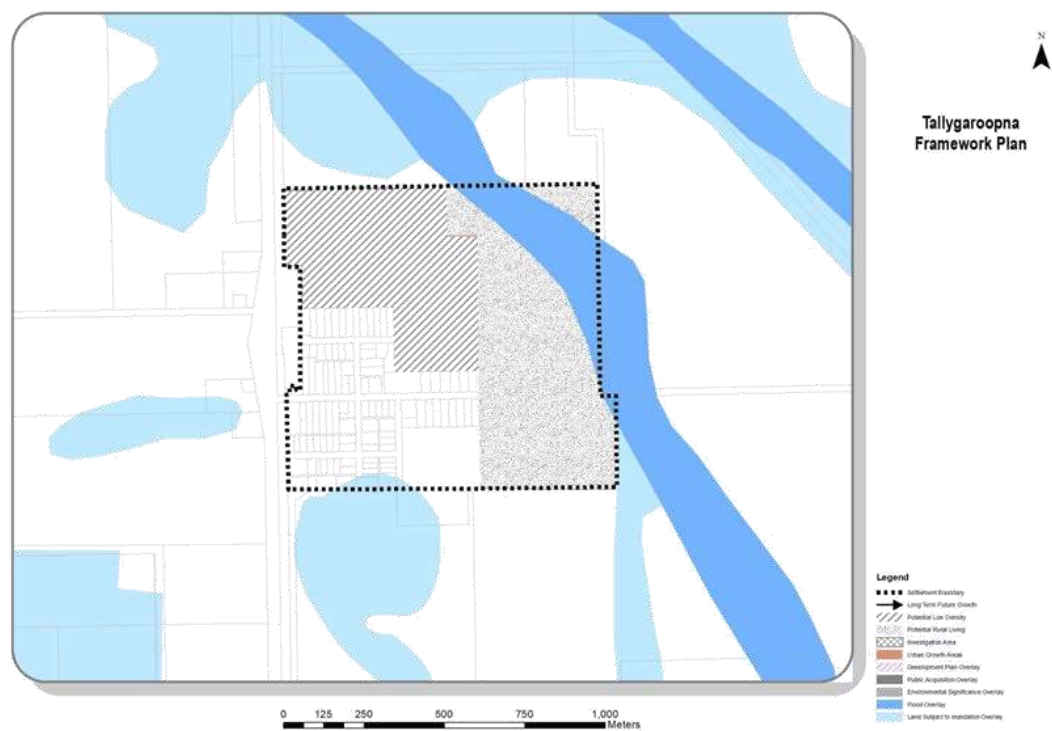 N
Tallygaroopna
Framework Plan
Legend
Settlement Boundary
Long Term Future Growth
Potential Low Density
Potential Rural Living
Investigation Area
Urban Growth Areas
Development Plan Overlay
Public Acquisition Overlay
Environmental Significance Overlay
Flood Overlay
Land Subject to Inundation Overlay
0 125 250 500 750 1,000
Meters